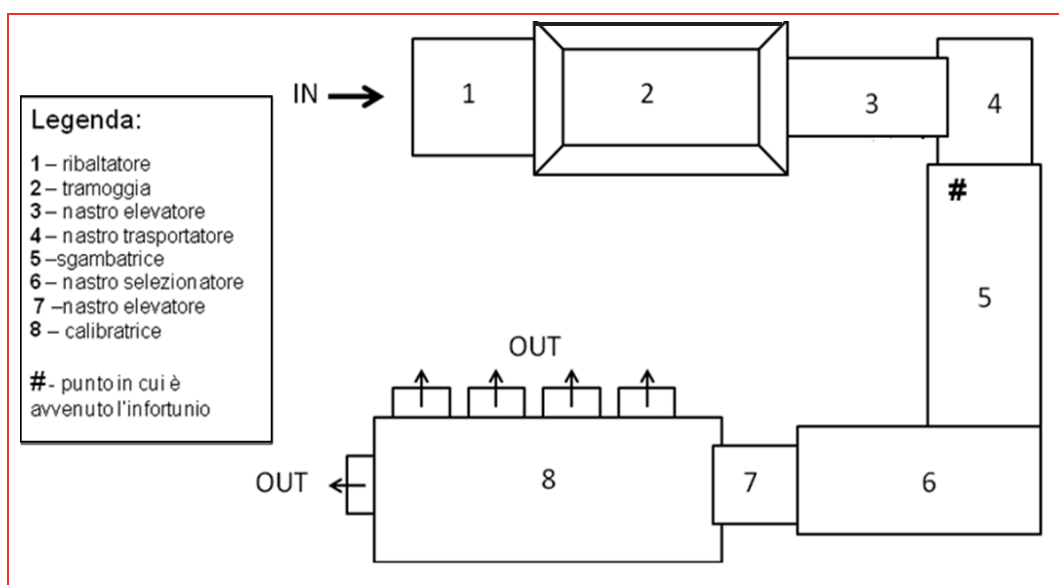 IN
1
2
3
4
Legenda:
1 – ribaltatore
2 – tramoggia
3 – nastro elevatore
4 – nastro trasportatore
5 –sgambatrice
6 – nastro selezionatore
7 –nastro elevatore
8 – calibratrice
#- punto in cui è
avvenuto l'infortunio
#
5
OUT
OUT
8
7
6